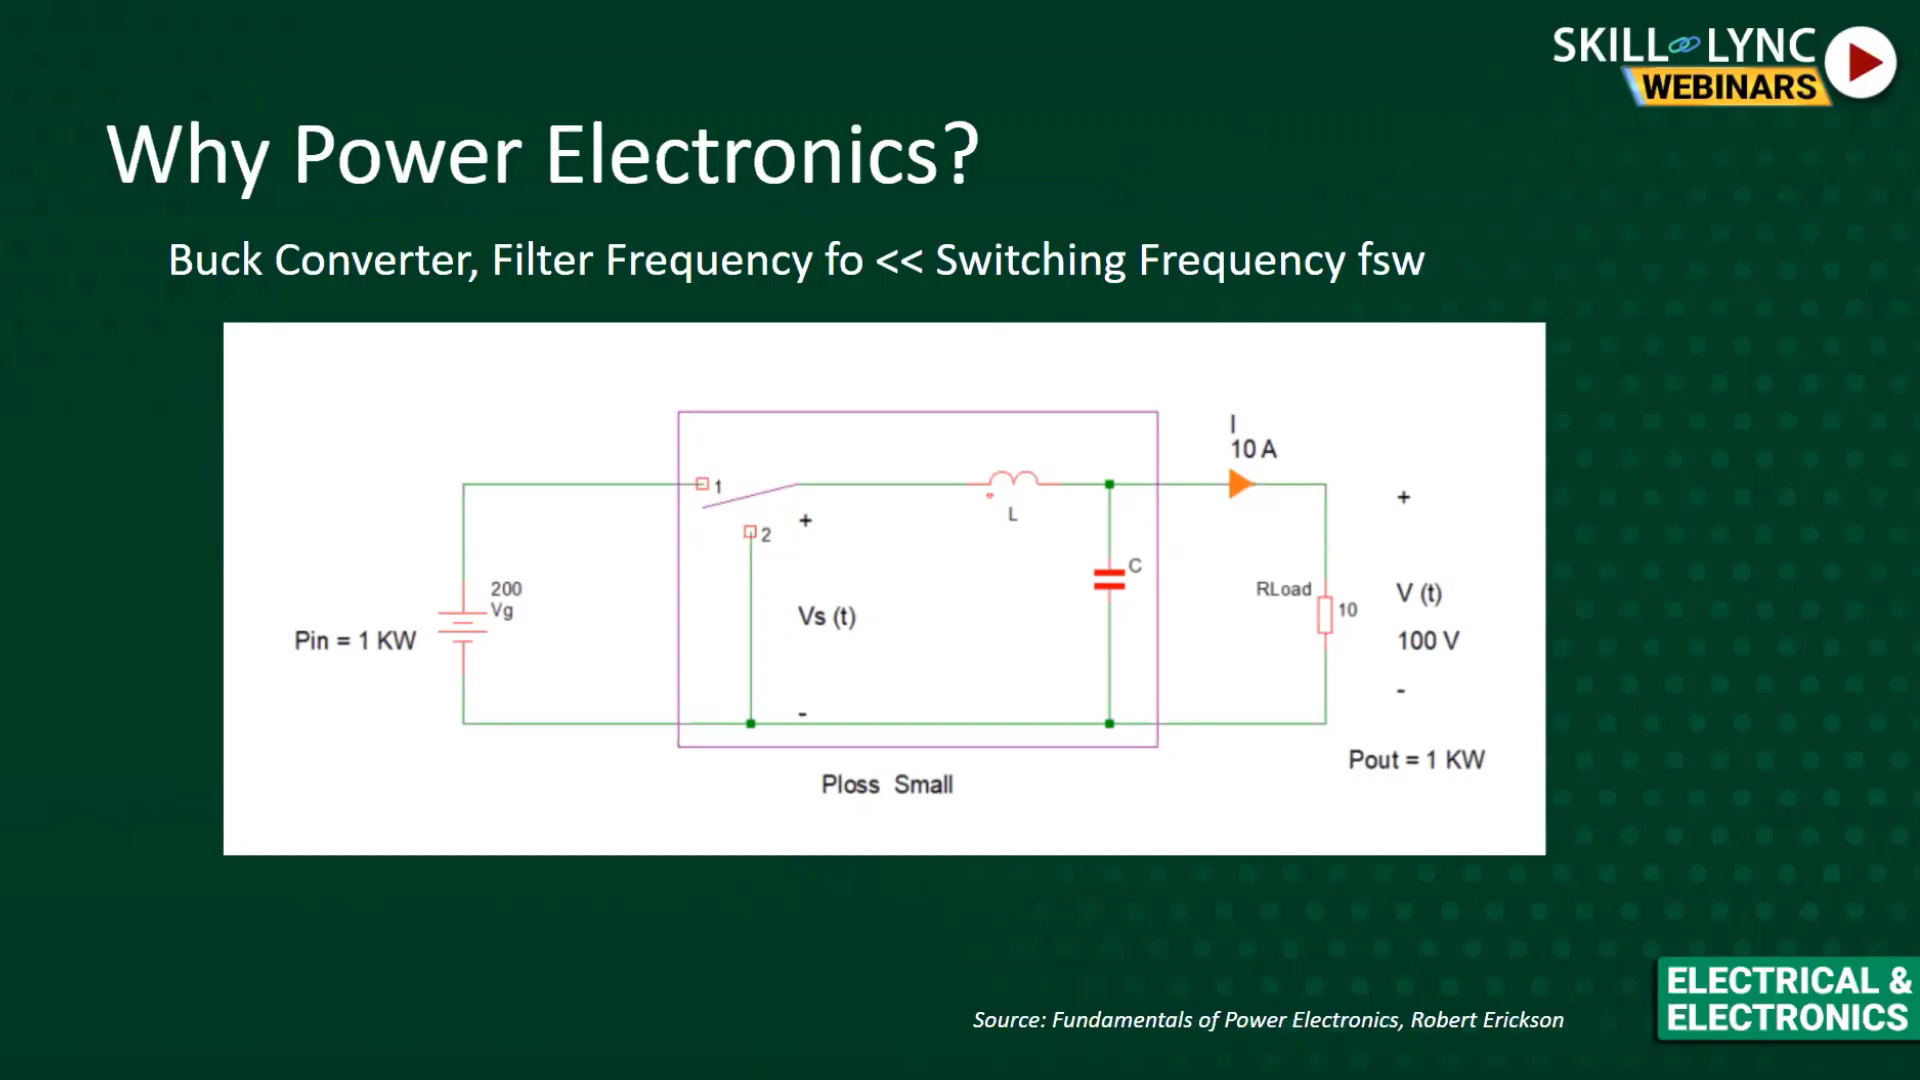 SKILL LYNC
WEBINARS
Why Power Electronics?
Buck Converter, Filter Frequency fo << Switching Frequency fsw
I
10 A
1
+
L
2
+
C
200
Vg
RLoad
10
V (t)
Vs (t)
Pin = 1 KW
100 V
-
-
Pout = 1 KW
Ploss Small
ELECTRICAL &
ELECTRONICS
Source: Fundamentals of Power Electronics, Robert Erickson